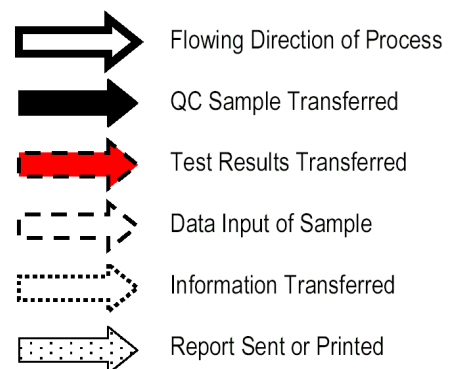 Flowing Direction of Process
QC Sample Transferred
Test Results Transferred
Data Input of Sample
Information Transferred
Report Sent or Printed